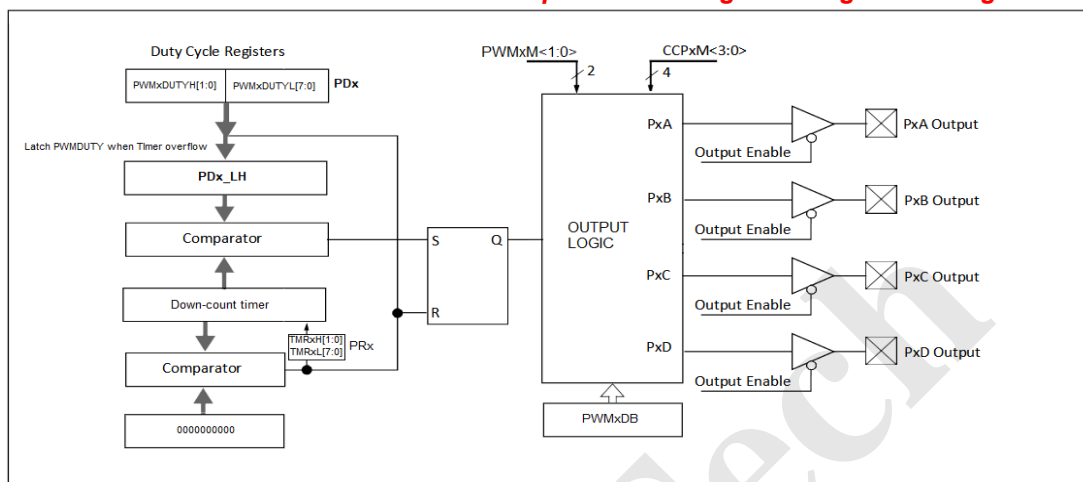 Duty Cycle Registers
PWMxDUTYH[1:0] PWMxDUTYL[7:0] PDx
Latch PWMDUTY when TImer overflow
PDx_LH
Comparator
Down-count timer
TMRxH[1:0]
TMRxL[7:0]
PRx
Comparator
0000000000
S
Q
R
PWMxM<1:0>
2
CCPxM<3:0>
4
OUTPUT
LOGIC
PxA
Output Enable
PxA Output
PxB
Output Enable
PxB Output
PxC
Output Enable
PxC Output
PxD
Output Enable
PxD Output
PWMxDB